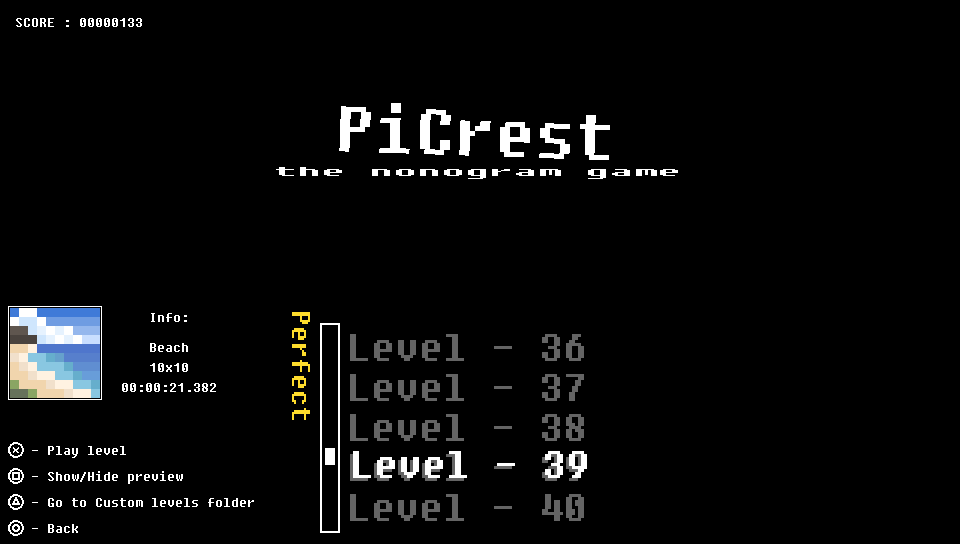 SCORE : 00000133
PiCrest
the nonogram game
Info:
Beach
10x10
00:00:21.382
Perfect
Level - 36
Level - 37
Level - 38
Level - 39
Level - 40
- Play level
- Show/Hide preview
- Go to Custom levels folder
- Back